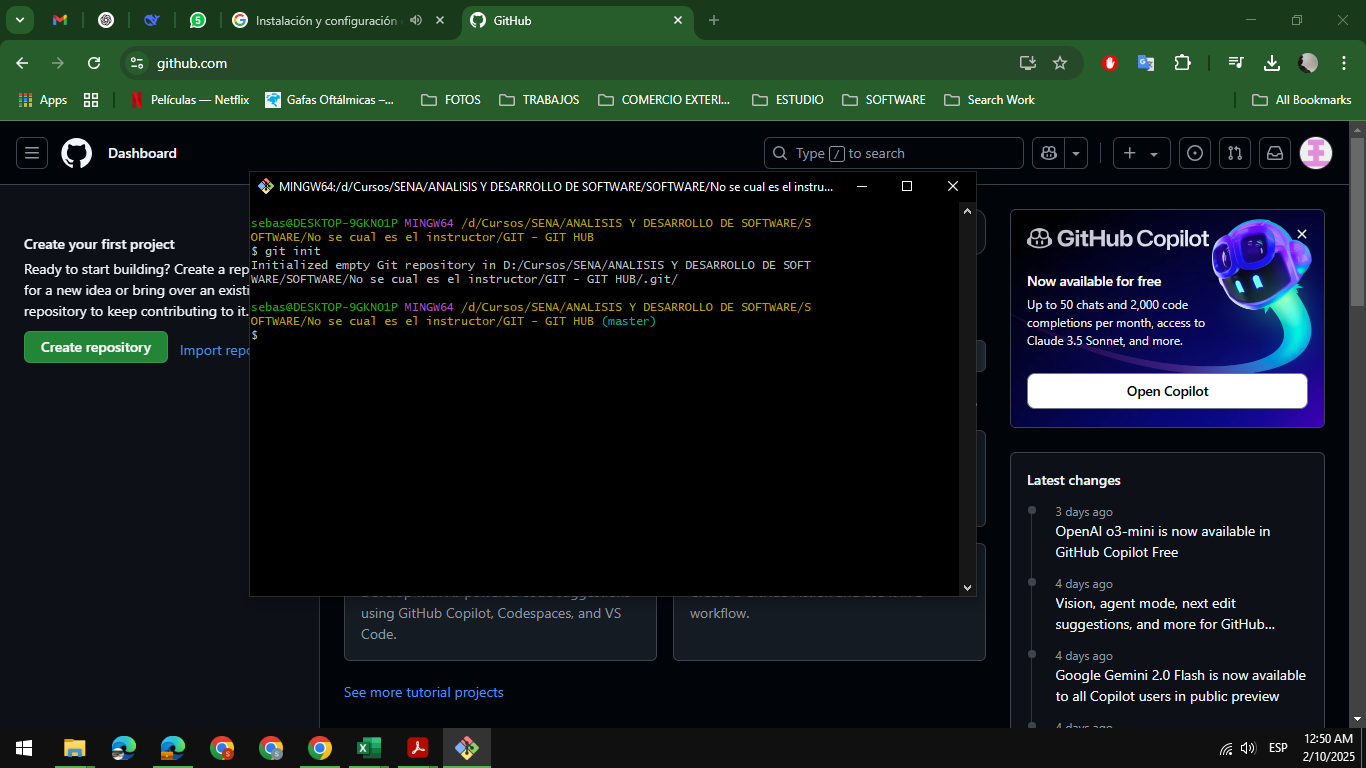 5
Instalación y configuración
GitHub
github.com
Apps
Películas — Netflix
Gafas Oftálmicas –...
FOTOS
TRABAJOS
COMERCIO EXTERI...
ESTUDIO
SOFTWARE
Search Work
All Bookmarks
Dashboard
Type / to search
MINGW64:/d/Cursos/SENA/ANALISIS Y DESARROLLO DE SOFTWARE/SOFTWARE/No se cual es el instru...
sebas@DESKTOP-9GKNO1P MINGW64 /d/Cursos/SENA/ANALISIS Y DESARROLLO DE SOFTWARE/S
OFTWARE/No se cual es el instructor/GIT - GIT HUB
$ git init
Initialized empty Git repository in D:/Cursos/SENA/ANALISIS Y DESARROLLO DE SOFT
WARE/SOFTWARE/No se cual es el instructor/GIT - GIT HUB/.git/
sebas@DESKTOP-9GKNO1P MINGW64 /d/Cursos/SENA/ANALISIS Y DESARROLLO DE SOFTWARE/S
OFTWARE/No se cual es el instructor/GIT - GIT HUB (master)
$
Create your first project
Ready to start building? Create a rep
for a new idea or bring over an existi
repository to keep contributing to it.
Create repository
Import repo
using GitHub Copilot, Codespaces, and VS
Code.
workflow.
See more tutorial projects
GitHub Copilot
Now available for free
Up to 50 chats and 2,000 code
completions per month, access to
Claude 3.5 Sonnet, and more.
Open Copilot
Latest changes
3 days ago
OpenAI o3-mini is now available in
GitHub Copilot Free
4 days ago
Vision, agent mode, next edit
suggestions, and more for GitHub...
4 days ago
Google Gemini 2.0 Flash is now available
to all Copilot users in public preview
4 days ago
ESP
12:50 AM
2/10/2025